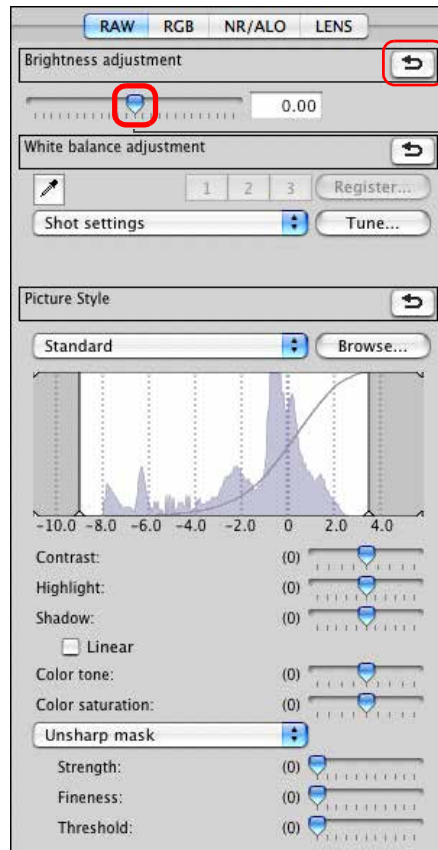 RAW RGB NR/ALO LENS
Brightness adjustment
0.00
White balance adjustment
1 2 3 Register...
Shot settings Tune...
Picture Style
Standard Browse...
-10.0 -8.0 -6.0 -4.0 -2.0 0 2.0 4.0
Contrast: (0)
Highlight: (0)
Shadow: (0)
Linear
Color tone: (0)
Color saturation: (0)
Unsharp mask
Strength: (0)
Fineness: (0)
Threshold: (0)